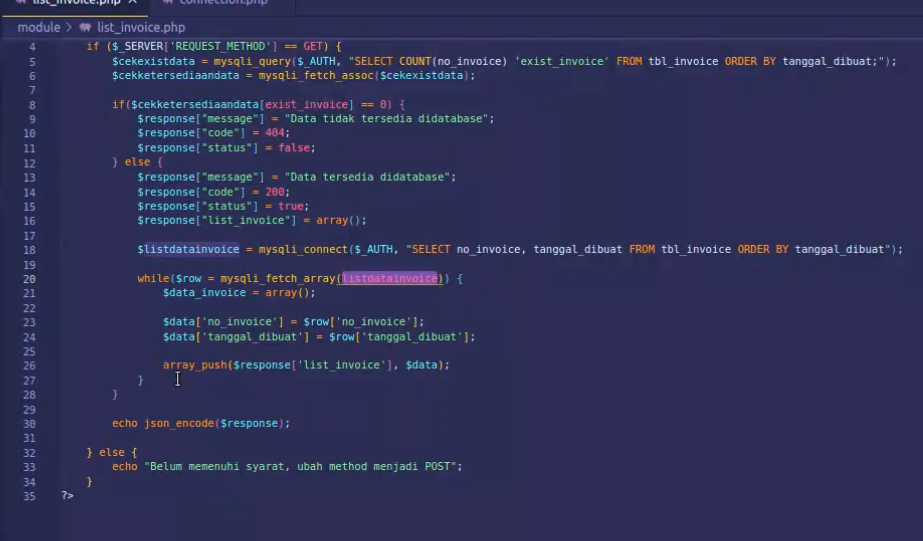 list_invoice.php
connection.php
module > list_invoice.php
4 if ($_SERVER['REQUEST_METHOD'] == GET) {
5 $cekexistdata = mysqli_query($_AUTH, "SELECT COUNT(no_invoice) 'exist_invoice' FROM tbl_invoice ORDER BY tanggal_dibuat;");
6 $cekketersediaandata = mysqli_fetch_assoc($cekexistdata);
7
8 if($cekketersediaandata[exist_invoice] == 0) {
9 $response["message"] = "Data tidak tersedia didatabase";
10 $response["code"] = 404;
11 $response["status"] = false;
12 } else {
13 $response["message"] = "Data tersedia didatabase";
14 $response["code"] = 200;
15 $response["status"] = true;
16 $response["list_invoice"] = array();
17
18 $listdatainvoice = mysqli_connect($_AUTH, "SELECT no_invoice, tanggal_dibuat FROM tbl_invoice ORDER BY tanggal_dibuat");
19
20 while($row = mysqli_fetch_array(listdatainvoice)) {
21 $data_invoice = array();
22
23 $data['no_invoice'] = $row['no_invoice'];
24 $data['tanggal_dibuat'] = $row['tanggal_dibuat'];
25
26 array_push($response['list_invoice'], $data);
27 }
28 }
29
30 echo json_encode($response);
31
32 } else {
33 echo "Belum memenuhi syarat, ubah method menjadi POST";
34 }
35 ?>